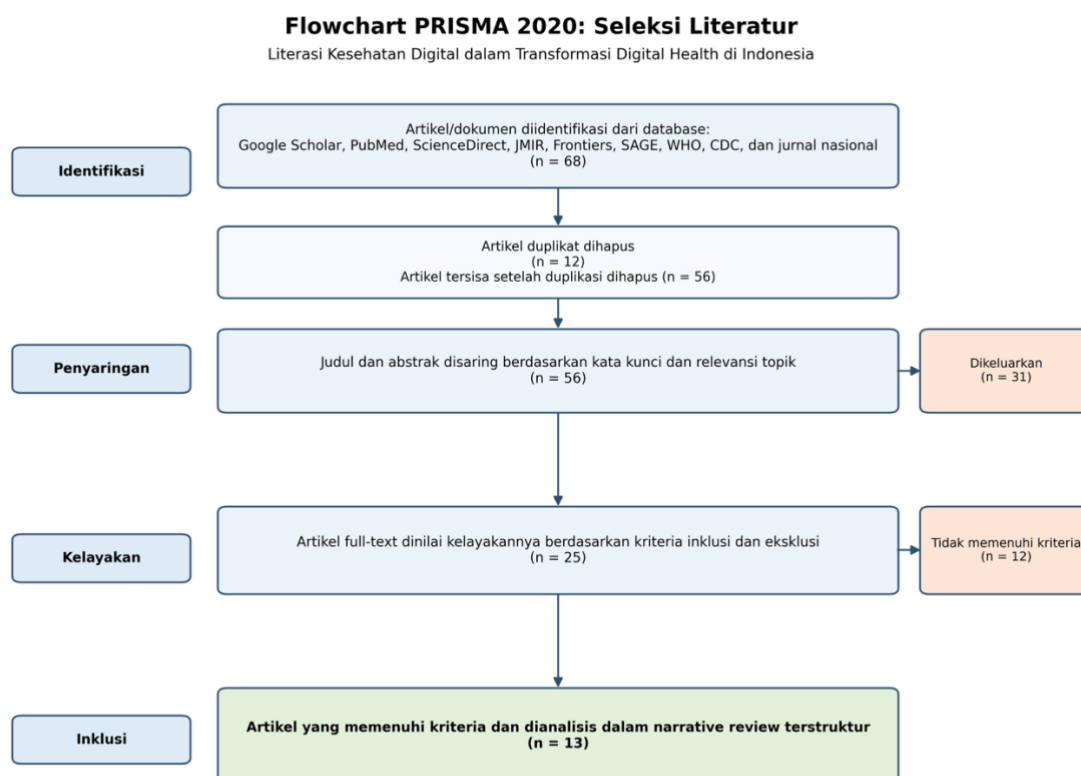 Flowchart PRISMA 2020: Seleksi Literatur
Literasi Kesehatan Digital dalam Transformasi Digital Health di Indonesia
Identifikasi
Artikel/dokumen diidentifikasi dari database:
Google Scholar, PubMed, ScienceDirect, JMIR, Frontiers, SAGE, WHO, CDC, dan jurnal nasional
(n = 68)
Artikel duplikat dihapus
(n = 12)
Artikel tersisa setelah duplikasi dihapus (n = 56)
Penyaringan
Judul dan abstrak disaring berdasarkan kata kunci dan relevansi topik
(n = 56)
Dikeluarkan
(n = 31)
Kelayakan
Artikel full-text dinilai kelayakannya berdasarkan kriteria inklusi dan eksklusi
(n = 25)
Tidak memenuhi kriteria
(n = 12)
Inklusi
Artikel yang memenuhi kriteria dan dianalisis dalam narrative review terstruktur
(n = 13)